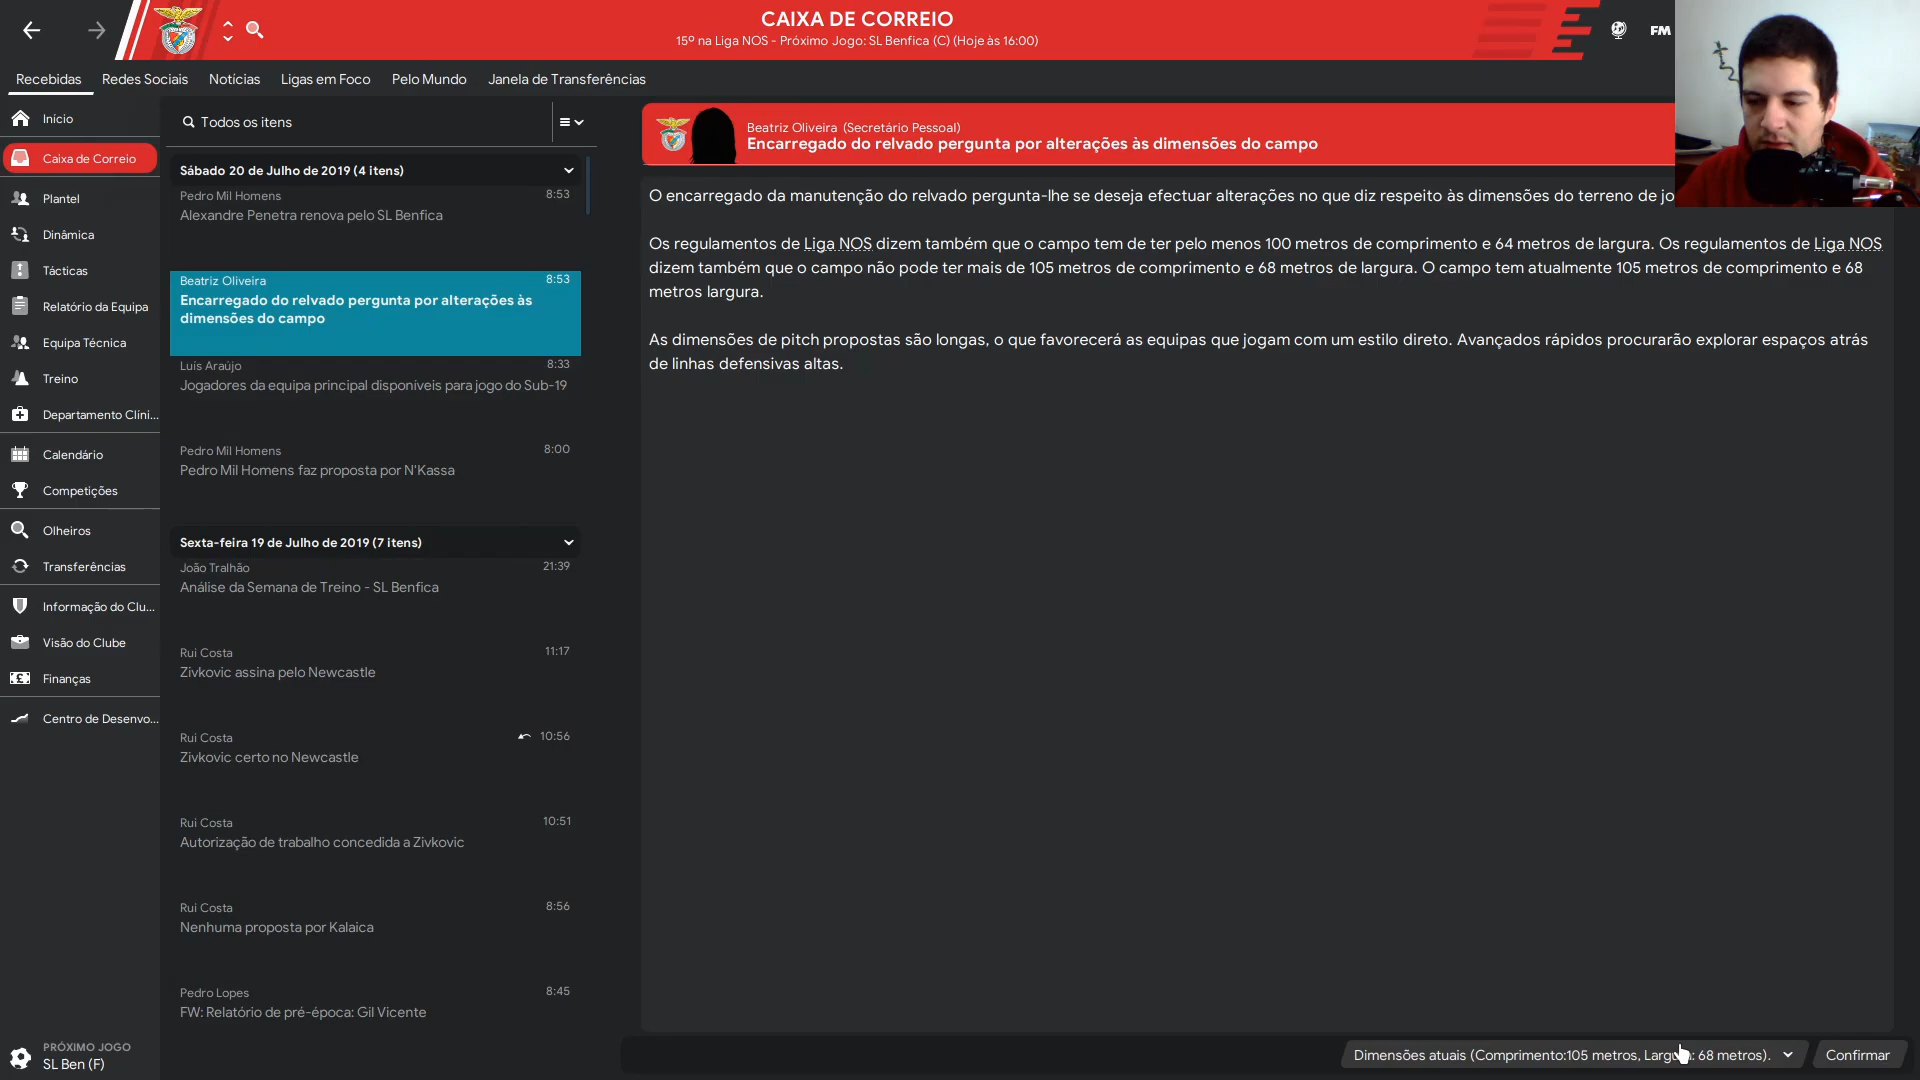 CAIXA DE CORREIO
15º na Liga NOS - Próximo Jogo: SL Benfica (C) (Hoje às 16:00)
FM
Recebidas
Redes Sociais
Notícias
Ligas em Foco
Pelo Mundo
Janela de Transferências
Início
Caixa de Correio
Plantel
Dinâmica
Tácticas
Relatório da Equipa
Equipa Técnica
Treino
Departamento Clíni...
Calendário
Competições
Olheiros
Transferências
Informação do Clu...
Visão do Clube
Finanças
Centro de Desenvo...
PRÓXIMO JOGO
SL Ben (F)
Todos os itens
Sábado 20 de Julho de 2019 (4 itens)
Pedro Mil Homens 8:53
Alexandre Penetra renova pelo SL Benfica
Beatriz Oliveira 8:53
Encarregado do relvado pergunta por alterações às
dimensões do campo
Luís Araújo 8:33
Jogadores da equipa principal disponíveis para jogo do Sub-19
Pedro Mil Homens 8:00
Pedro Mil Homens faz proposta por N'Kassa
Sexta-feira 19 de Julho de 2019 (7 itens)
João Tralhão 21:39
Análise da Semana de Treino - SL Benfica
Rui Costa 11:17
Zivkovic assina pelo Newcastle
Rui Costa 10:56
Zivkovic certo no Newcastle
Rui Costa 10:51
Autorização de trabalho concedida a Zivkovic
Rui Costa 8:56
Nenhuma proposta por Kalaica
Pedro Lopes 8:45
FW: Relatório de pré-época: Gil Vicente
Beatriz Oliveira (Secretário Pessoal)
Encarregado do relvado pergunta por alterações às dimensões do campo
O encarregado da manutenção do relvado pergunta-lhe se deseja efectuar alterações no que diz respeito às dimensões do terreno de jo
Os regulamentos de Liga NOS dizem também que o campo tem de ter pelo menos 100 metros de comprimento e 64 metros de largura. Os regulamentos de Liga NOS
dizem também que o campo não pode ter mais de 105 metros de comprimento e 68 metros de largura. O campo tem atualmente 105 metros de comprimento e 68
metros largura.
As dimensões de pitch propostas são longas, o que favorecerá as equipas que jogam com um estilo direto. Avançados rápidos procurarão explorar espaços atrás
de linhas defensivas altas.
Dimensões atuais (Comprimento:105 metros, Largura: 68 metros).
Confirmar